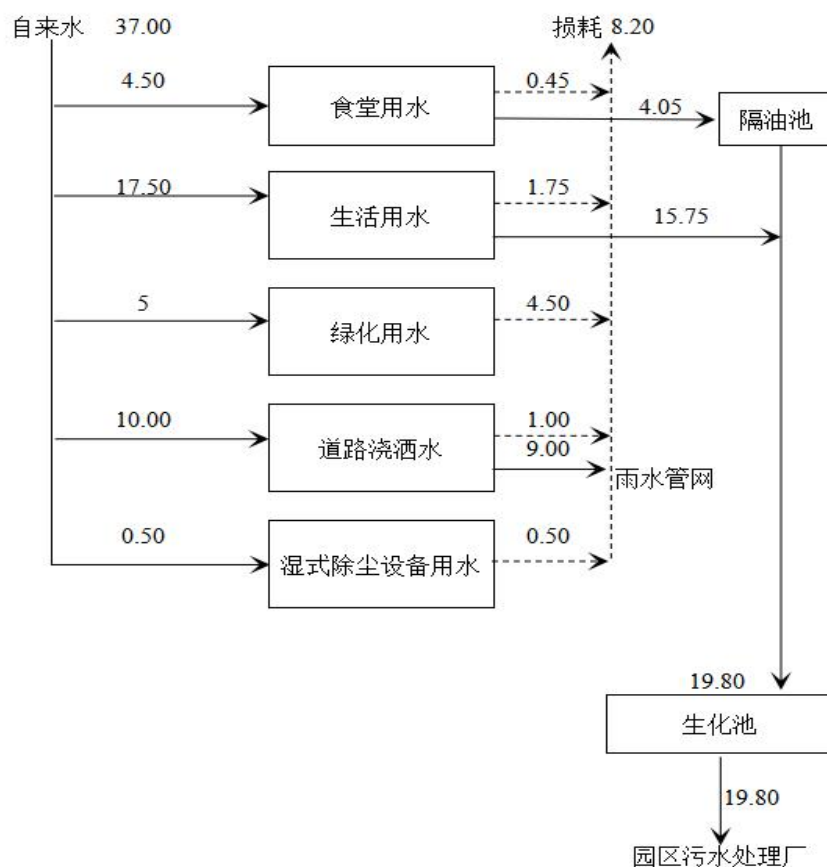 自来水 37.00
损耗 8.20
4.50
食堂用水
0.45
4.05
隔油池
17.50
生活用水
1.75
15.75
5
绿化用水
4.50
10.00
道路浇洒水
1.00
9.00
雨水管网
0.50
湿式除尘设备用水
0.50
19.80
生化池
19.80
园区污水处理厂